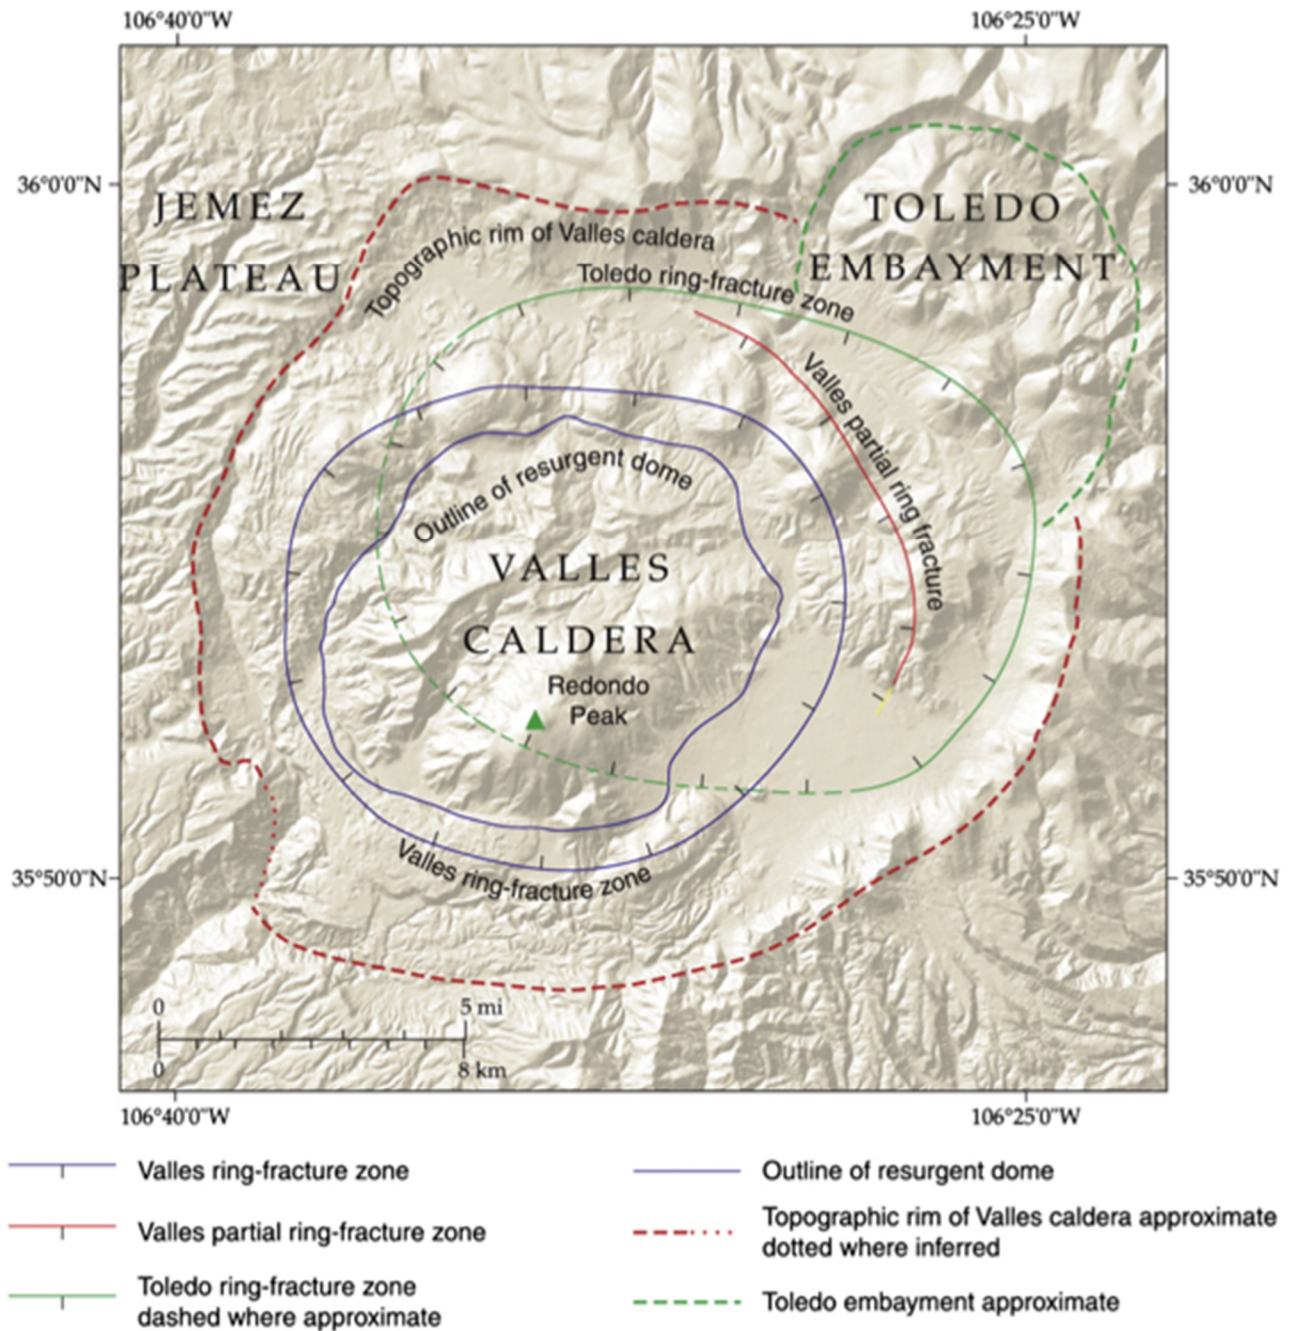 106°40'0"W 106°25'0"W
36°0'0"N 36°0'0"N
JEMEZ
PLATEAU
TOLEDO
EMBAYMENT
Topographic rim of Valles caldera
Toledo ring-fracture zone
Valles partial ring fracture
Outline of resurgent dome
VALLES
CALDERA
Redondo
Peak
Valles ring-fracture zone
35°50'0"N 35°50'0"N
0 5 mi
0 8 km
106°40'0"W 106°25'0"W
Valles ring-fracture zone
Valles partial ring-fracture zone
Toledo ring-fracture zone
dashed where approximate
Outline of resurgent dome
Topographic rim of Valles caldera approximate
dotted where inferred
Toledo embayment approximate